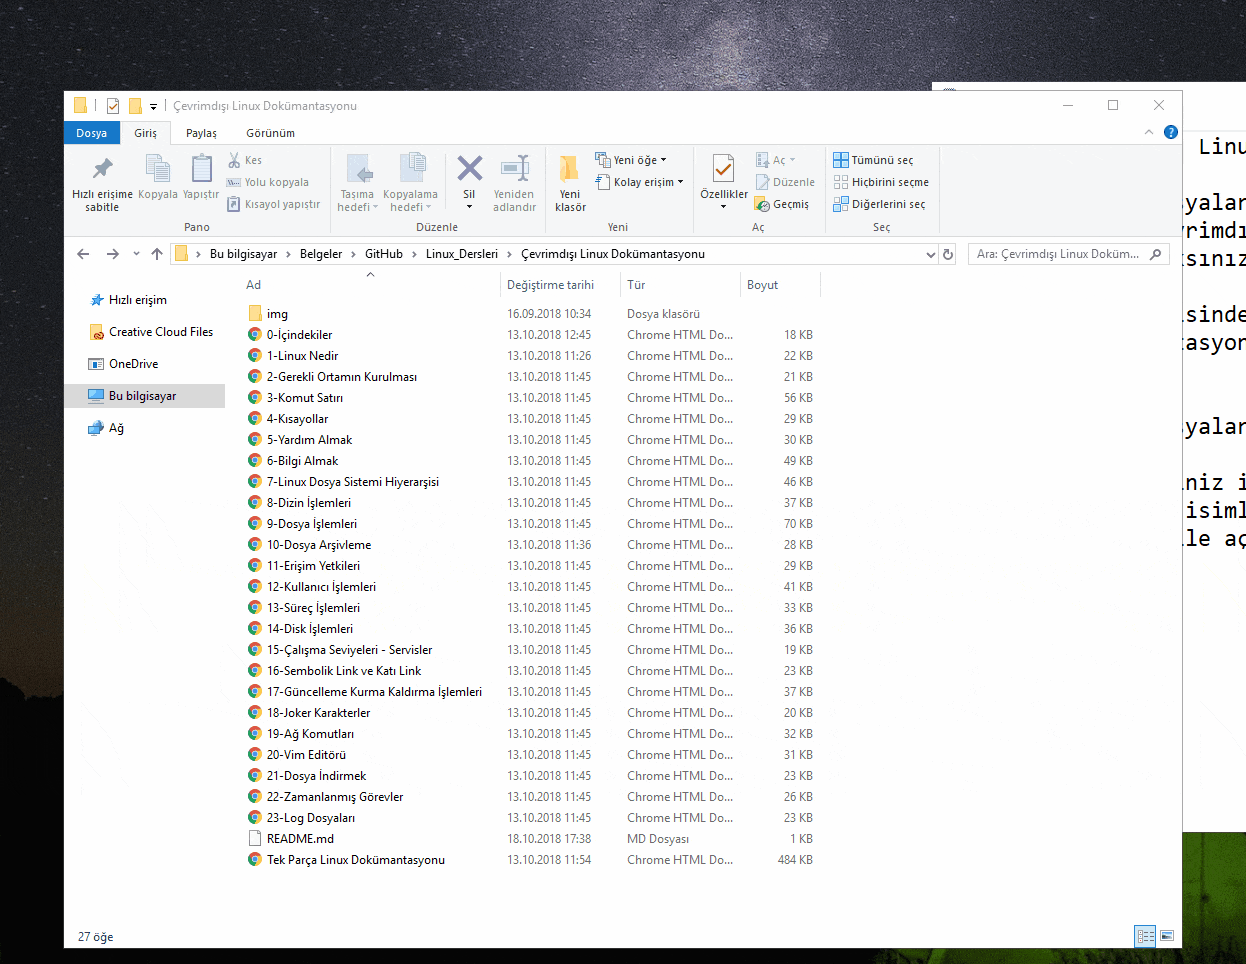 Çevrimdışı Linux Dokümantasyonu
Dosya Giriş Paylaş Görünüm
Hızlı erişime sabitle
Kopyala
Yapıştır
Kes
Yolu kopyala
Kısayol yapıştır
Pano
Taşıma hedefi
Kopyalama hedefi
Sil
Yeniden adlandır
Düzenle
Yeni klasör
Yeni öğe
Kolay erişim
Yeni
Özellikler
Aç
Düzenle
Geçmiş
Aç
Tümünü seç
Hiçbirini seçme
Diğerlerini seç
Seç
Bu bilgisayar > Belgeler > GitHub > Linux_Dersleri > Çevrimdışı Linux Dokümantasyonu
Ara: Çevrimdışı Linux Doküm...
Hızlı erişim
Creative Cloud Files
OneDrive
Bu bilgisayar
Ağ
Ad Değiştirme tarihi Tür Boyut
img 16.09.2018 10:34 Dosya klasörü
0-İçindekiler 13.10.2018 12:45 Chrome HTML Do... 18 KB
1-Linux Nedir 13.10.2018 11:26 Chrome HTML Do... 22 KB
2-Gerekli Ortamın Kurulması 13.10.2018 11:45 Chrome HTML Do... 21 KB
3-Komut Satırı 13.10.2018 11:45 Chrome HTML Do... 56 KB
4-Kısayollar 13.10.2018 11:45 Chrome HTML Do... 29 KB
5-Yardım Almak 13.10.2018 11:45 Chrome HTML Do... 30 KB
6-Bilgi Almak 13.10.2018 11:45 Chrome HTML Do... 49 KB
7-Linux Dosya Sistemi Hiyerarşisi 13.10.2018 11:45 Chrome HTML Do... 46 KB
8-Dizin İşlemleri 13.10.2018 11:45 Chrome HTML Do... 37 KB
9-Dosya İşlemleri 13.10.2018 11:45 Chrome HTML Do... 70 KB
10-Dosya Arşivleme 13.10.2018 11:36 Chrome HTML Do... 28 KB
11-Erişim Yetkileri 13.10.2018 11:45 Chrome HTML Do... 29 KB
12-Kullanıcı İşlemleri 13.10.2018 11:45 Chrome HTML Do... 41 KB
13-Süreç İşlemleri 13.10.2018 11:45 Chrome HTML Do... 33 KB
14-Disk İşlemleri 13.10.2018 11:45 Chrome HTML Do... 36 KB
15-Çalışma Seviyeleri - Servisler 13.10.2018 11:45 Chrome HTML Do... 19 KB
16-Sembolik Link ve Katı Link 13.10.2018 11:45 Chrome HTML Do... 23 KB
17-Güncelleme Kurma Kaldırma İşlemleri 13.10.2018 11:45 Chrome HTML Do... 37 KB
18-Joker Karakterler 13.10.2018 11:45 Chrome HTML Do... 20 KB
19-Ağ Komutları 13.10.2018 11:45 Chrome HTML Do... 32 KB
20-Vim Editörü 13.10.2018 11:45 Chrome HTML Do... 31 KB
21-Dosya İndirmek 13.10.2018 11:45 Chrome HTML Do... 23 KB
22-Zamanlanmış Görevler 13.10.2018 11:45 Chrome HTML Do... 26 KB
23-Log Dosyaları 13.10.2018 11:45 Chrome HTML Do... 23 KB
README.md 18.10.2018 17:38 MD Dosyası 1 KB
Tek Parça Linux Dokümantasyonu 13.10.2018 11:54 Chrome HTML Do... 484 KB
27 öğe